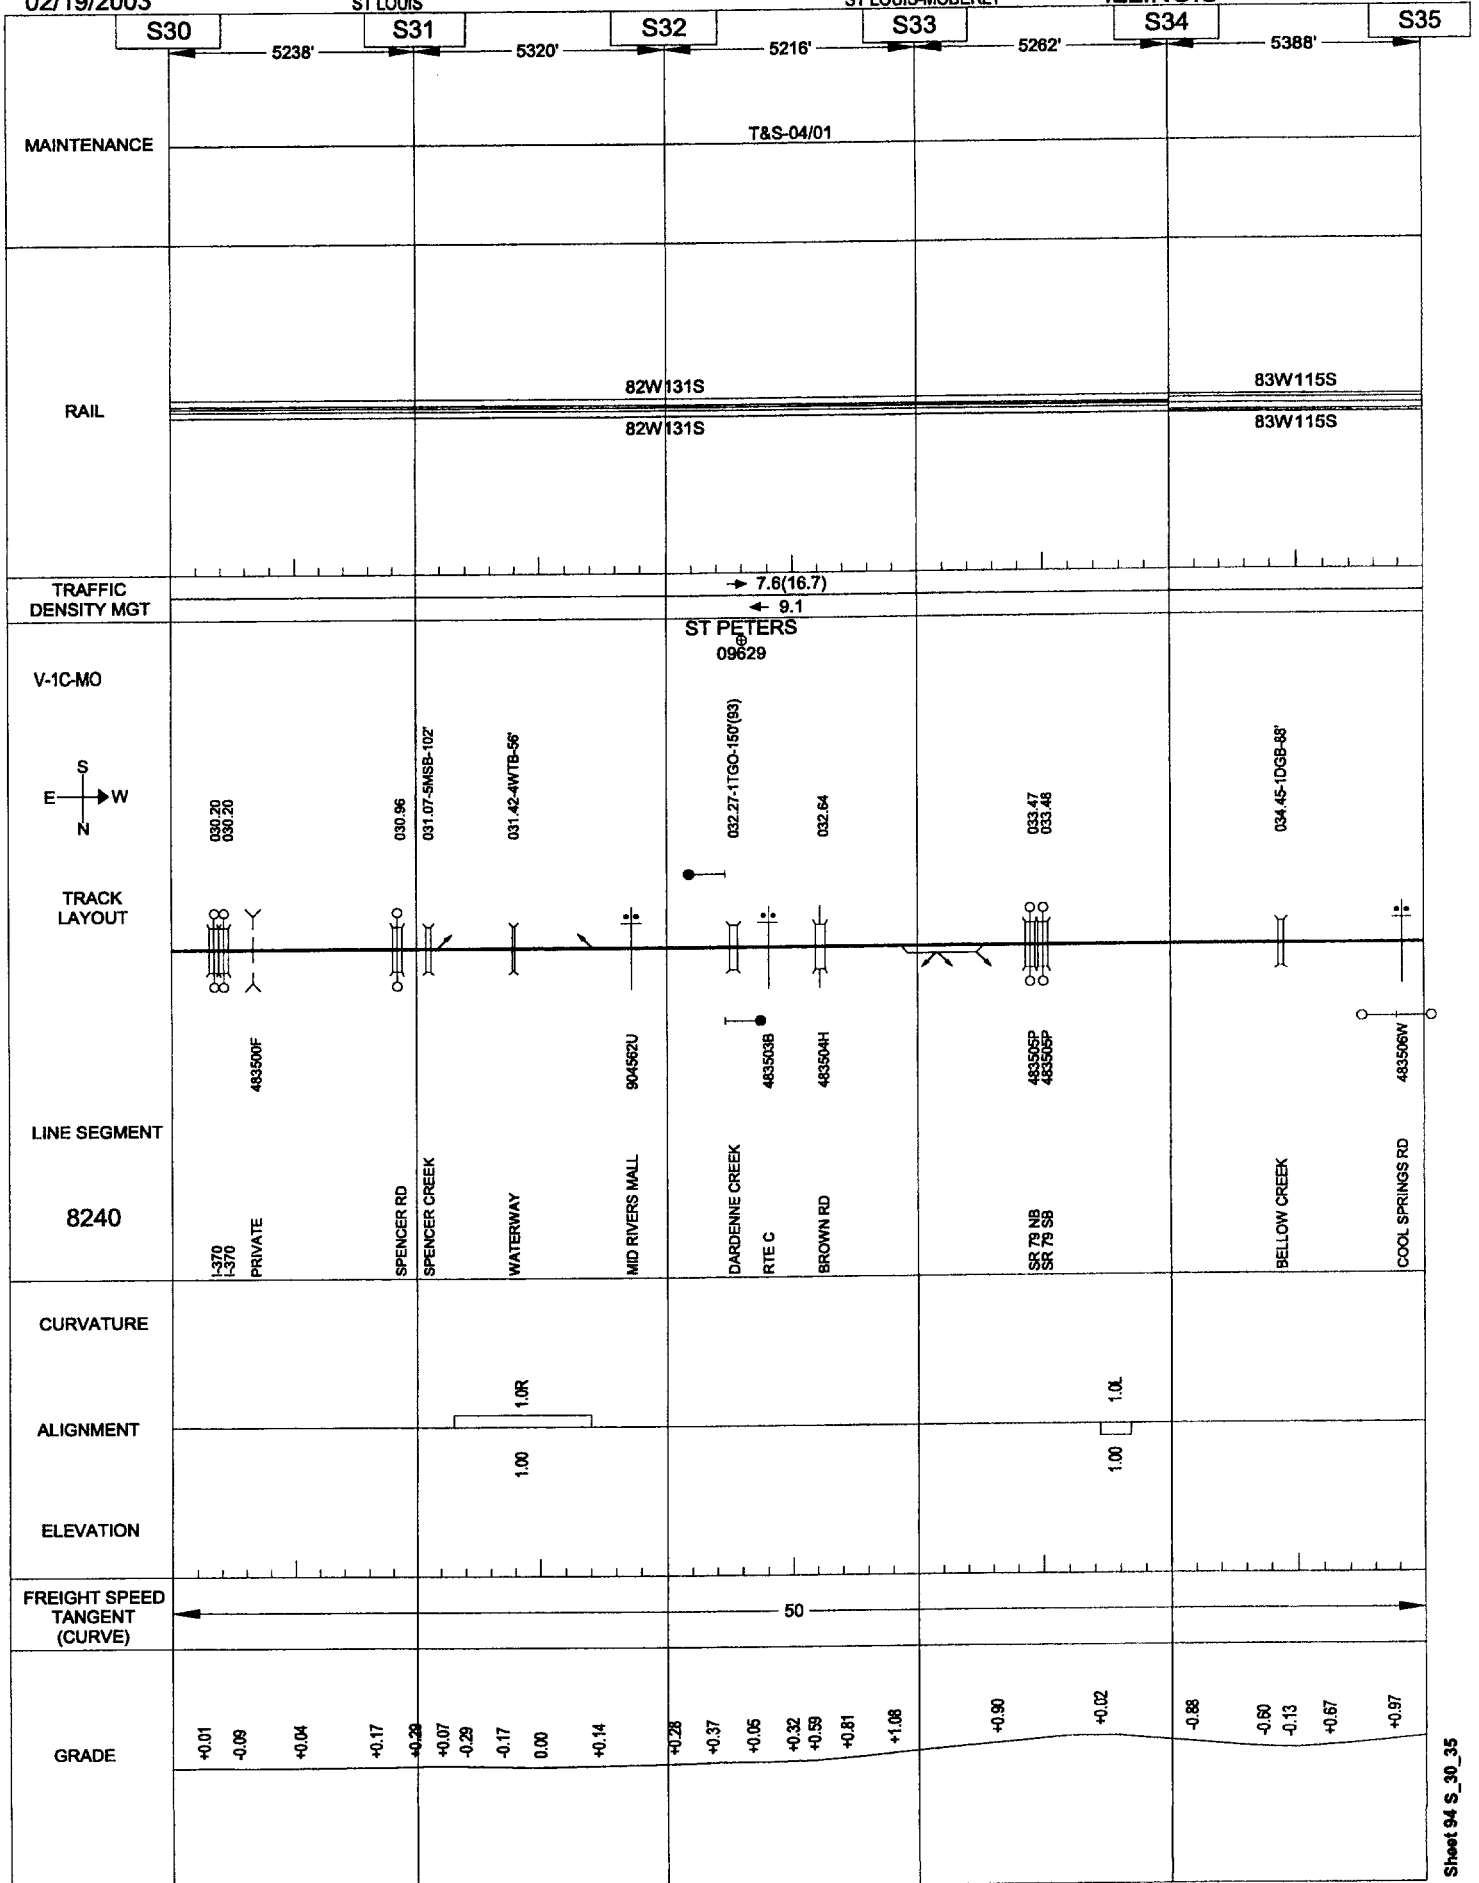 02/19/2003
ST LOUIS
ST LOUIS-MOBERLY
ILLINOIS
S30
S31
S32
S33
S34
S35
5238'
5320'
5216'
5262'
5388'
MAINTENANCE
T&S-04/01
RAIL
82W131S
83W115S
82W131S
83W115S
TRAFFIC
DENSITY MGT
7.6(16.7)
9.1
ST PETERS
09629
V-1C-MO
S
E
W
N
030.20
030.20
030.96
031.07-5MSB-102'
031.42-4WTB-56'
032.27-1TGO-150'(93)
032.64
033.47
033.48
034.45-1DGB-88'
TRACK
LAYOUT
483500F
904562U
483503B
483504H
483505P
483505P
483506W
LINE SEGMENT
8240
I-370
I-370
PRIVATE
SPENCER RD
SPENCER CREEK
WATERWAY
MID RIVERS MALL
DARDENNE CREEK
RTE C
BROWN RD
SR 79 NB
SR 79 SB
BELLOW CREEK
COOL SPRINGS RD
CURVATURE
1.0R
1.0L
ALIGNMENT
1.00
1.00
ELEVATION
FREIGHT SPEED
TANGENT
(CURVE)
50
GRADE
+0.01
-0.09
+0.04
+0.17
+0.29
+0.07
-0.29
-0.17
0.00
+0.14
+0.28
+0.37
+0.05
+0.32
+0.59
+0.81
+1.08
+0.90
+0.02
-0.88
-0.60
-0.13
+0.67
+0.97
Sheet 94 S_30_35